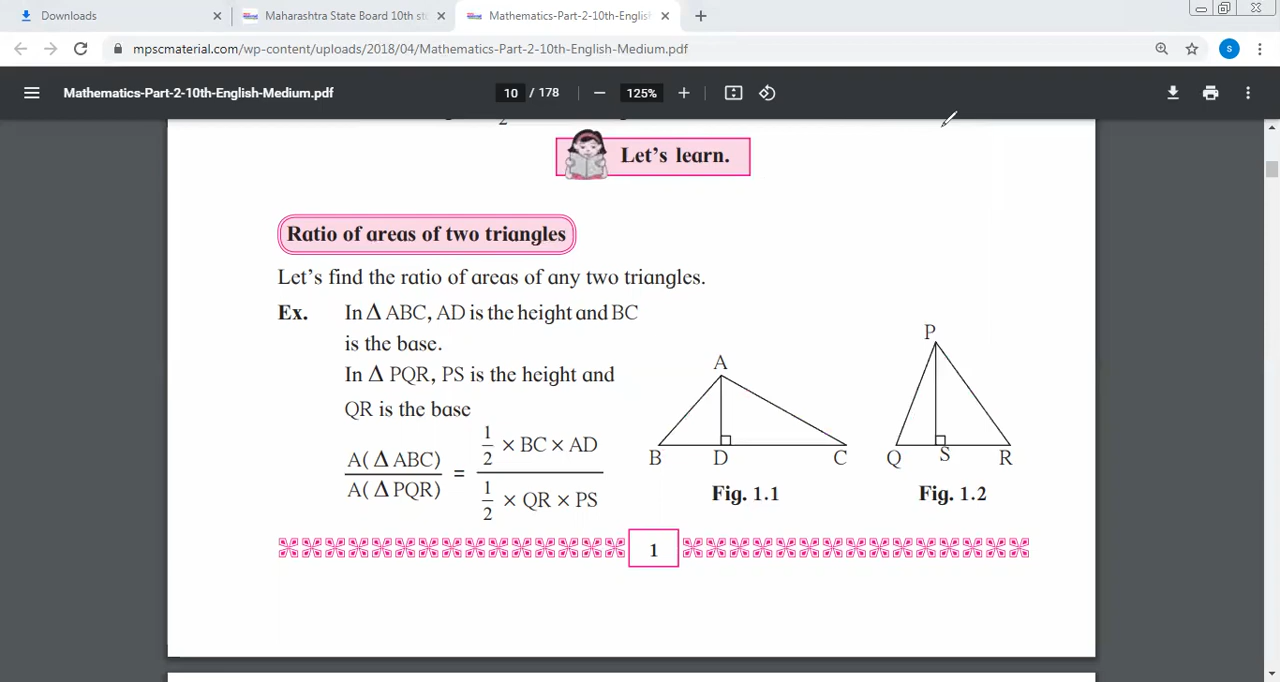 Downloads
Maharashtra State Board 10th st
Mathematics-Part-2-10th-Englis
mpscmaterial.com/wp-content/uploads/2018/04/Mathematics-Part-2-10th-English-Medium.pdf
S
Mathematics-Part-2-10th-English-Medium.pdf
10 / 178
125%
2
Let's learn.
Ratio of areas of two triangles
Let's find the ratio of areas of any two triangles.
Ex. In Δ ABC, AD is the height and BC
is the base.
In Δ PQR, PS is the height and
QR is the base
A( Δ ABC) / A( Δ PQR) = 1/2 × BC × AD / 1/2 × QR × PS
A
B D C
Fig. 1.1
P
Q S R
Fig. 1.2
1